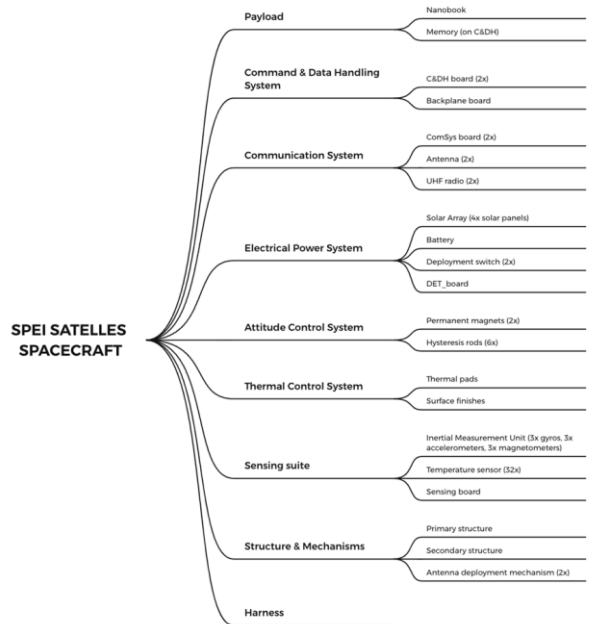 SPEI SATELLES
SPACECRAFT
Payload
Nanobook
Memory (on C&DH)
Command & Data Handling
System
C&DH board (2x)
Backplane board
Communication System
ComSys board (2x)
Antenna (2x)
UHF radio (2x)
Electrical Power System
Solar Array (4x solar panels)
Battery
Deployment switch (2x)
DET_board
Attitude Control System
Permanent magnets (2x)
Hysteresis rods (6x)
Thermal Control System
Thermal pads
Surface finishes
Sensing suite
Inertial Measurement Unit (3x gyros, 3x
accelerometers, 3x magnetometers)
Temperature sensor (32x)
Sensing board
Structure & Mechanisms
Primary structure
Secondary structure
Antenna deployment mechanism (2x)
Harness